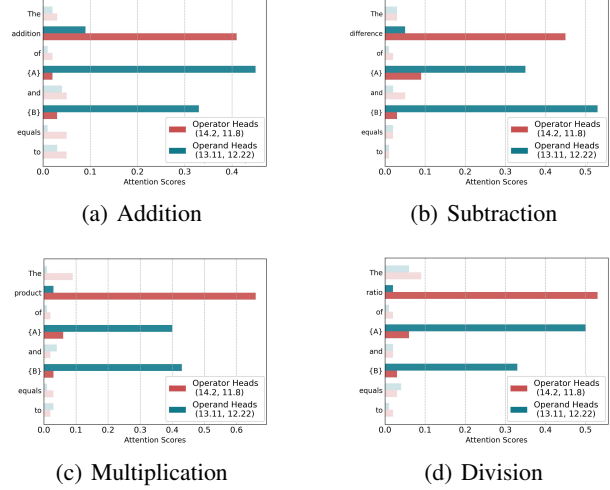 The
addition
of
{A}
and
{B}
equals
to
Operator Heads
(14.2, 11.8)
Operand Heads
(13.11, 12.22)
0.0 0.1 0.2 0.3 0.4
Attention Scores
(a) Addition
The
difference
of
{A}
and
{B}
equals
to
Operator Heads
(14.2, 11.8)
Operand Heads
(13.11, 12.22)
0.0 0.1 0.2 0.3 0.4 0.5
Attention Scores
(b) Subtraction
The
product
of
{A}
and
{B}
equals
to
Operator Heads
(14.2, 11.8)
Operand Heads
(13.11, 12.22)
0.0 0.1 0.2 0.3 0.4 0.5 0.6
Attention Scores
(c) Multiplication
The
ratio
of
{A}
and
{B}
equals
to
Operator Heads
(14.2, 11.8)
Operand Heads
(13.11, 12.22)
0.0 0.1 0.2 0.3 0.4 0.5
Attention Scores
(d) Division